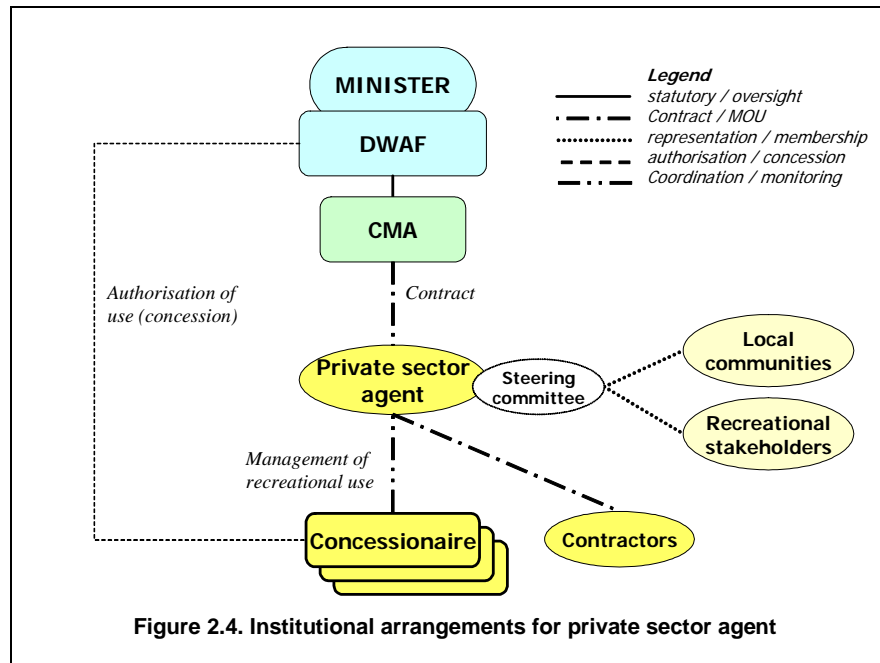 MINISTER
DWAF
CMA
Legend
statutory / oversight
Contract / MOU
representation / membership
authorisation / concession
Coordination / monitoring
Authorisation of
use (concession)
Contract
Private sector
agent
Steering
committee
Local
communities
Recreational
stakeholders
Management of
recreational use
Concessionaire
Contractors
Figure 2.4. Institutional arrangements for private sector agent